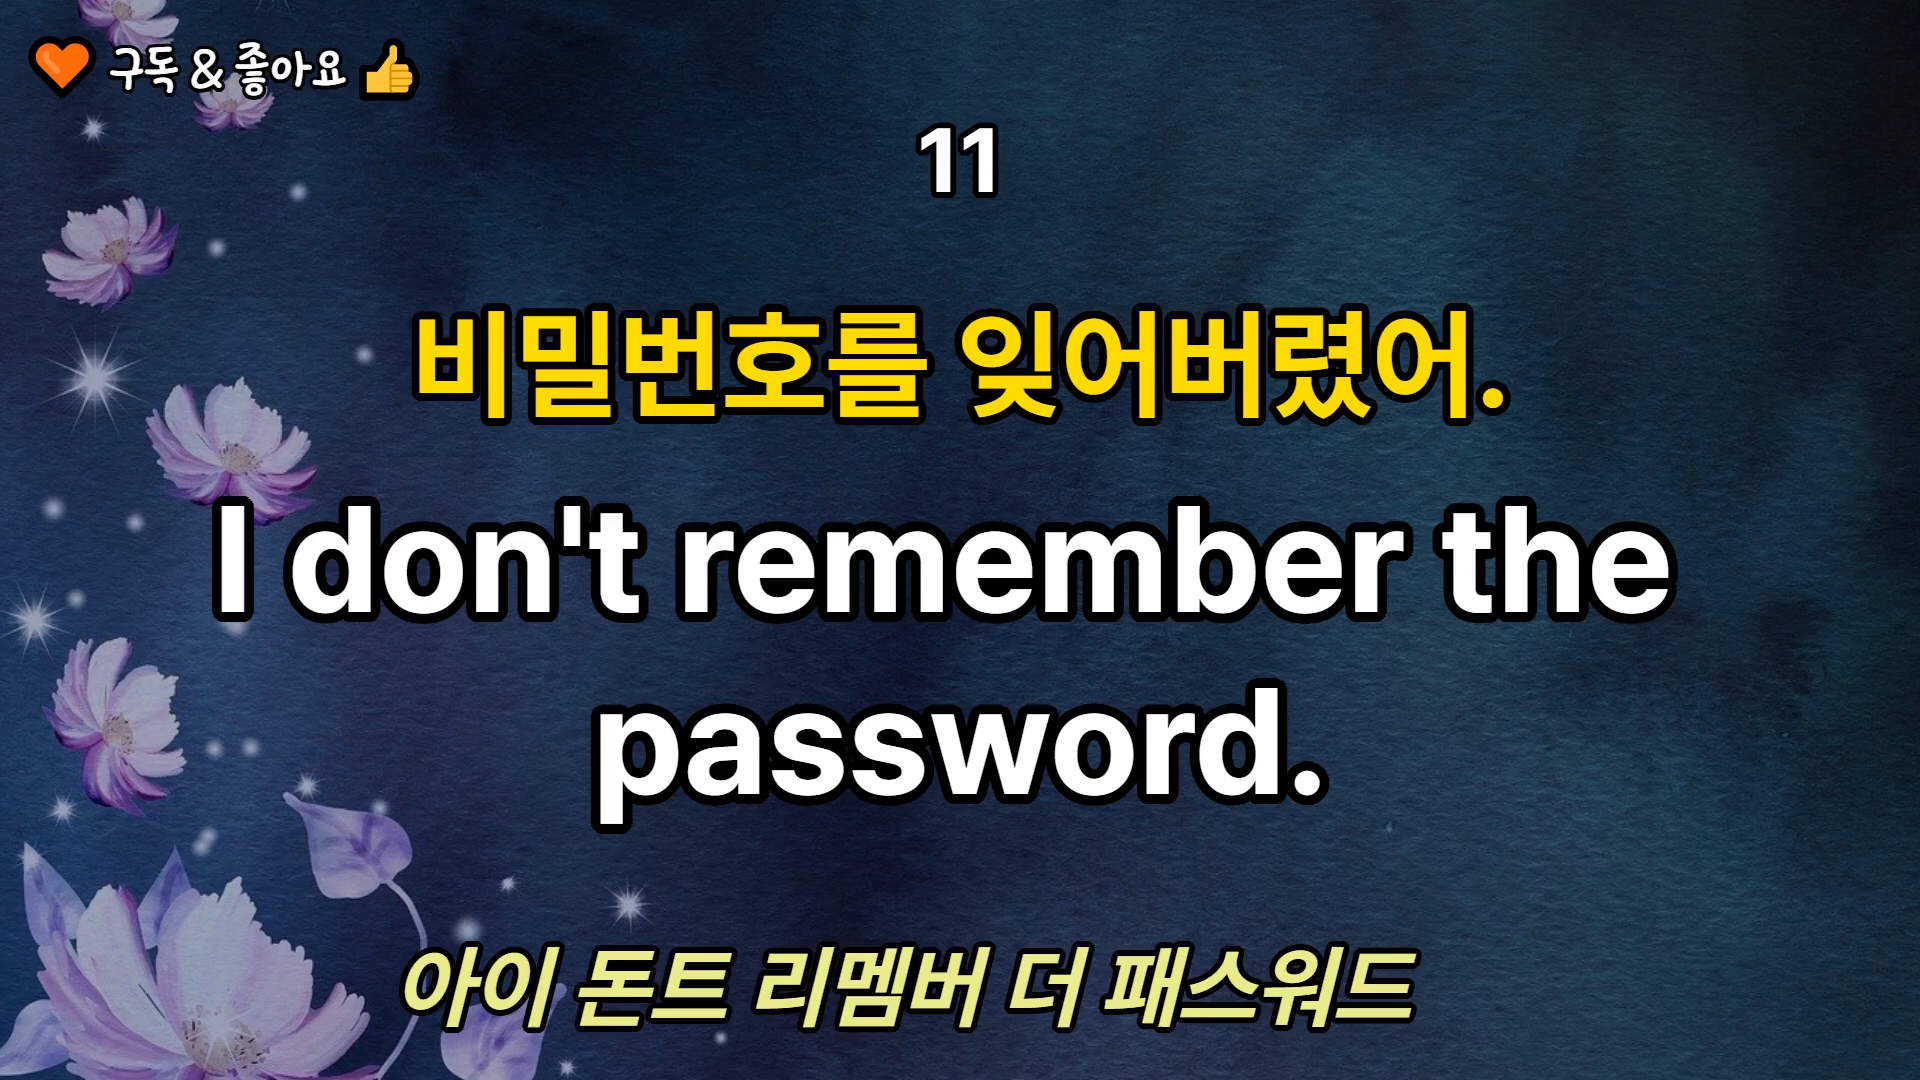 구독 & 좋아요
11
비밀번호를 잊어버렸어.
I don't remember the
password.
아이 돈트 리멤버 더 패스워드